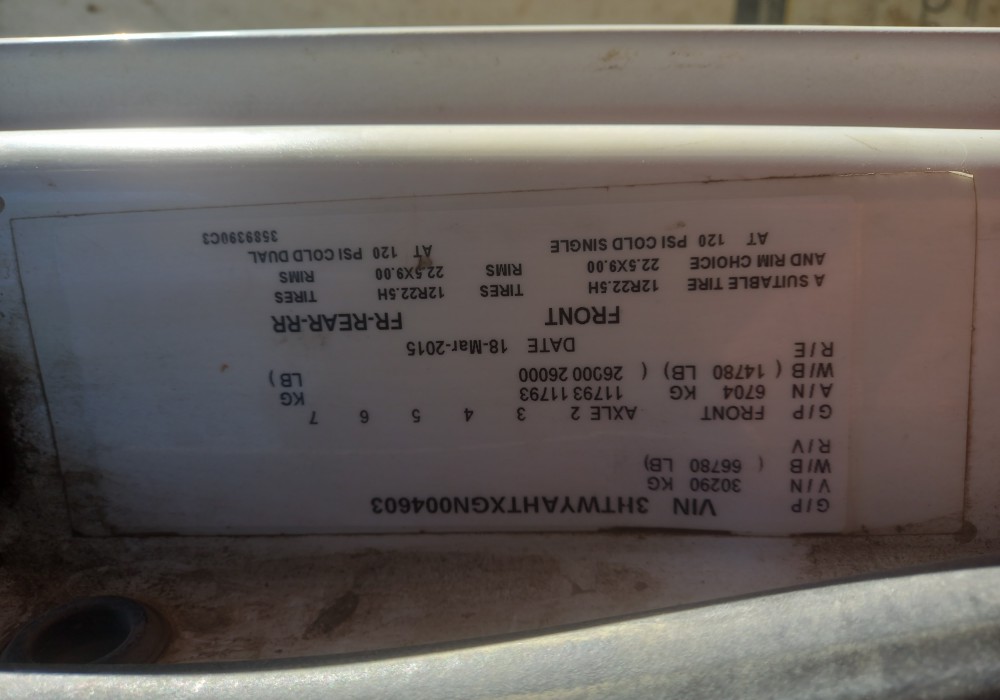 G/P VIN 3HTWYAHTXGN004603
V/N 30290 KG
W/B ( 66780 LB)
R/V
G/P FRONT AXLE 2 3 4 5 6 7
A/N 6704 KG 11793 11793 KG
W/B ( 14780 LB) ( 26000 26000 LB)
R/E
DATE 18-Mar-2015
FRONT FR-REAR-RR
A SUITABLE TIRE 12R22.5H TIRES 12R22.5H TIRES
AND RIM CHOICE 22.5X9.00 RIMS 22.5X9.00 RIMS
AT 120 PSI COLD SINGLE AT 120 PSI COLD DUAL
3589390C3